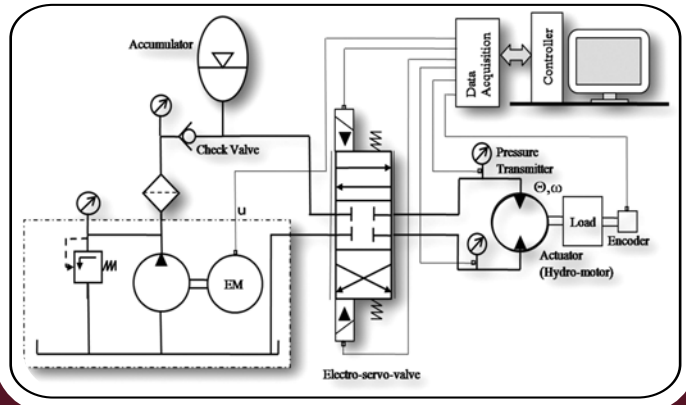 Accumulator
Data
Acquisition
Controller
Check Valve
Pressure
Transmitter
Θ,ω
u
EM
Load
Encoder
Actuator
(Hydro-motor)
Electro-servo-valve